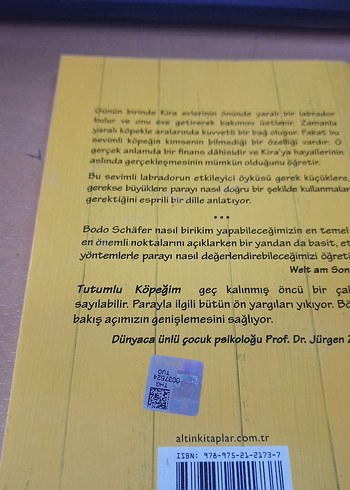 Günün birinde Kira evlerinin önünde yaralı bir labrador
bulur ve onu eve getirerek bakımını üstlenir. Zamanla
yaralı köpekle aralarında kuvvetli bir bağ oluşur. Fakat bu
sevimli köpeğin kimsenin bilmediği bir özelliği vardır: O
gerçek anlamda bir finans dâhisidir ve Kira'ya hayallerinin
aslında gerçekleşmesinin mümkün olduğunu öğretir.
Bu sevimli labradorun etkileyici öyküsü gerek küçüklere,
gerekse büyüklere parayı nasıl doğru bir şekilde
gerektiğini esprili bir dille anlatıyor.
•••
Bodo Schäfer nasıl birikim yapabileceğimizin en temel
en önemli noktalarını açıklarken bir yandan da basit,
yöntemlerle parayı nasıl değerlendirebileceğimizi
Welt am
Tutumlu Köpeğim geç kalınmış öncü bir
sayılabilir. Parayla ilgili bütün ön yargıları yıkıyor.
bakış açımızın genişlemesini sağlıyor.
Dünyaca ünlü çocuk psikoloğu Prof. Dr. Jürgen
THG
0037624
TUO
altinkitaplar.com.tr
ISBN: 978-975-21-2173-7